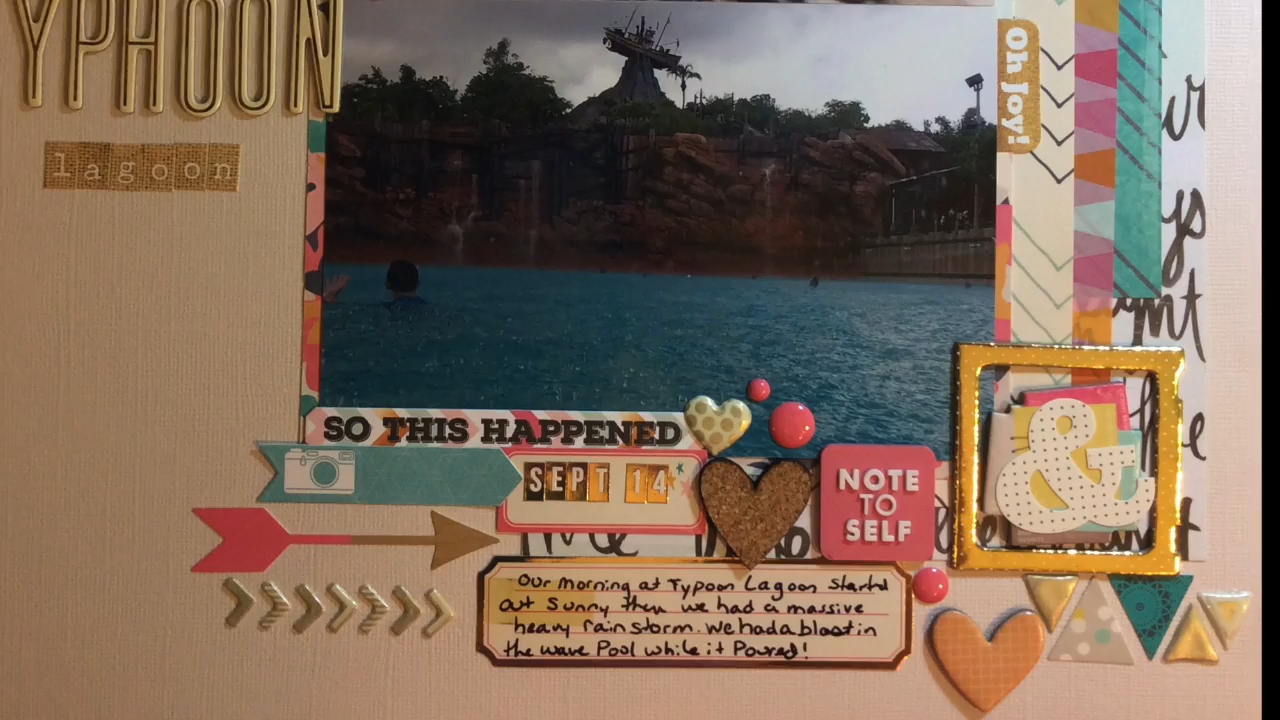 YPHOON
lagoon
Oh Joy!
SO THIS HAPPENED
SEPT 14
NOTE
TO
SELF
&
Our morning at Typoon Lagoon started
out sunny then we had a massive
heavy rain storm. We had a blast in
the wave Pool while it Poured!